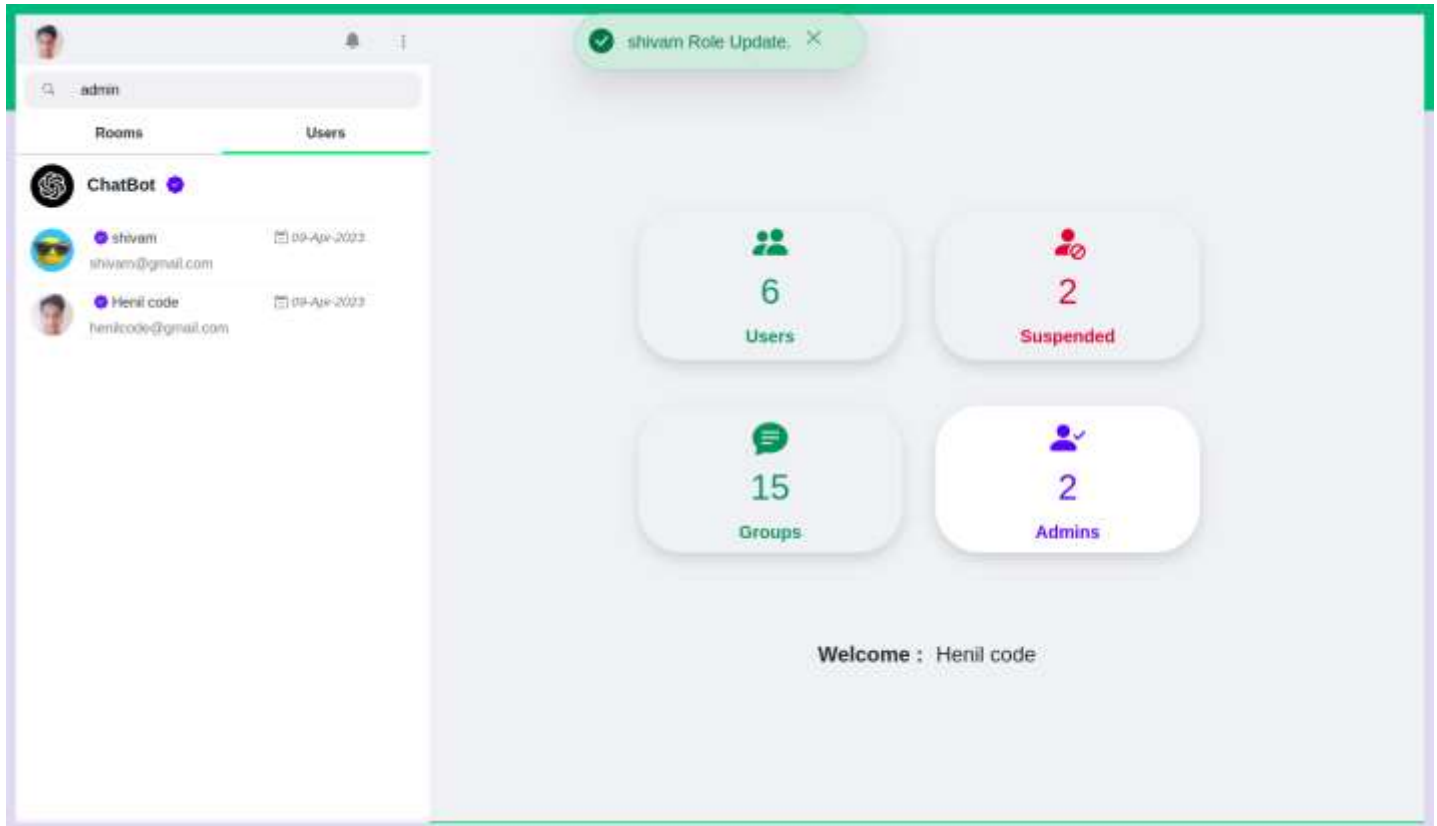 shivam Role Update.
admin
Rooms Users
ChatBot
shivam 09-Apr-2023
shivam@gmail.com
Henil code 09-Apr-2023
henilcode@gmail.com
6
Users
2
Suspended
15
Groups
2
Admins
Welcome : Henil code